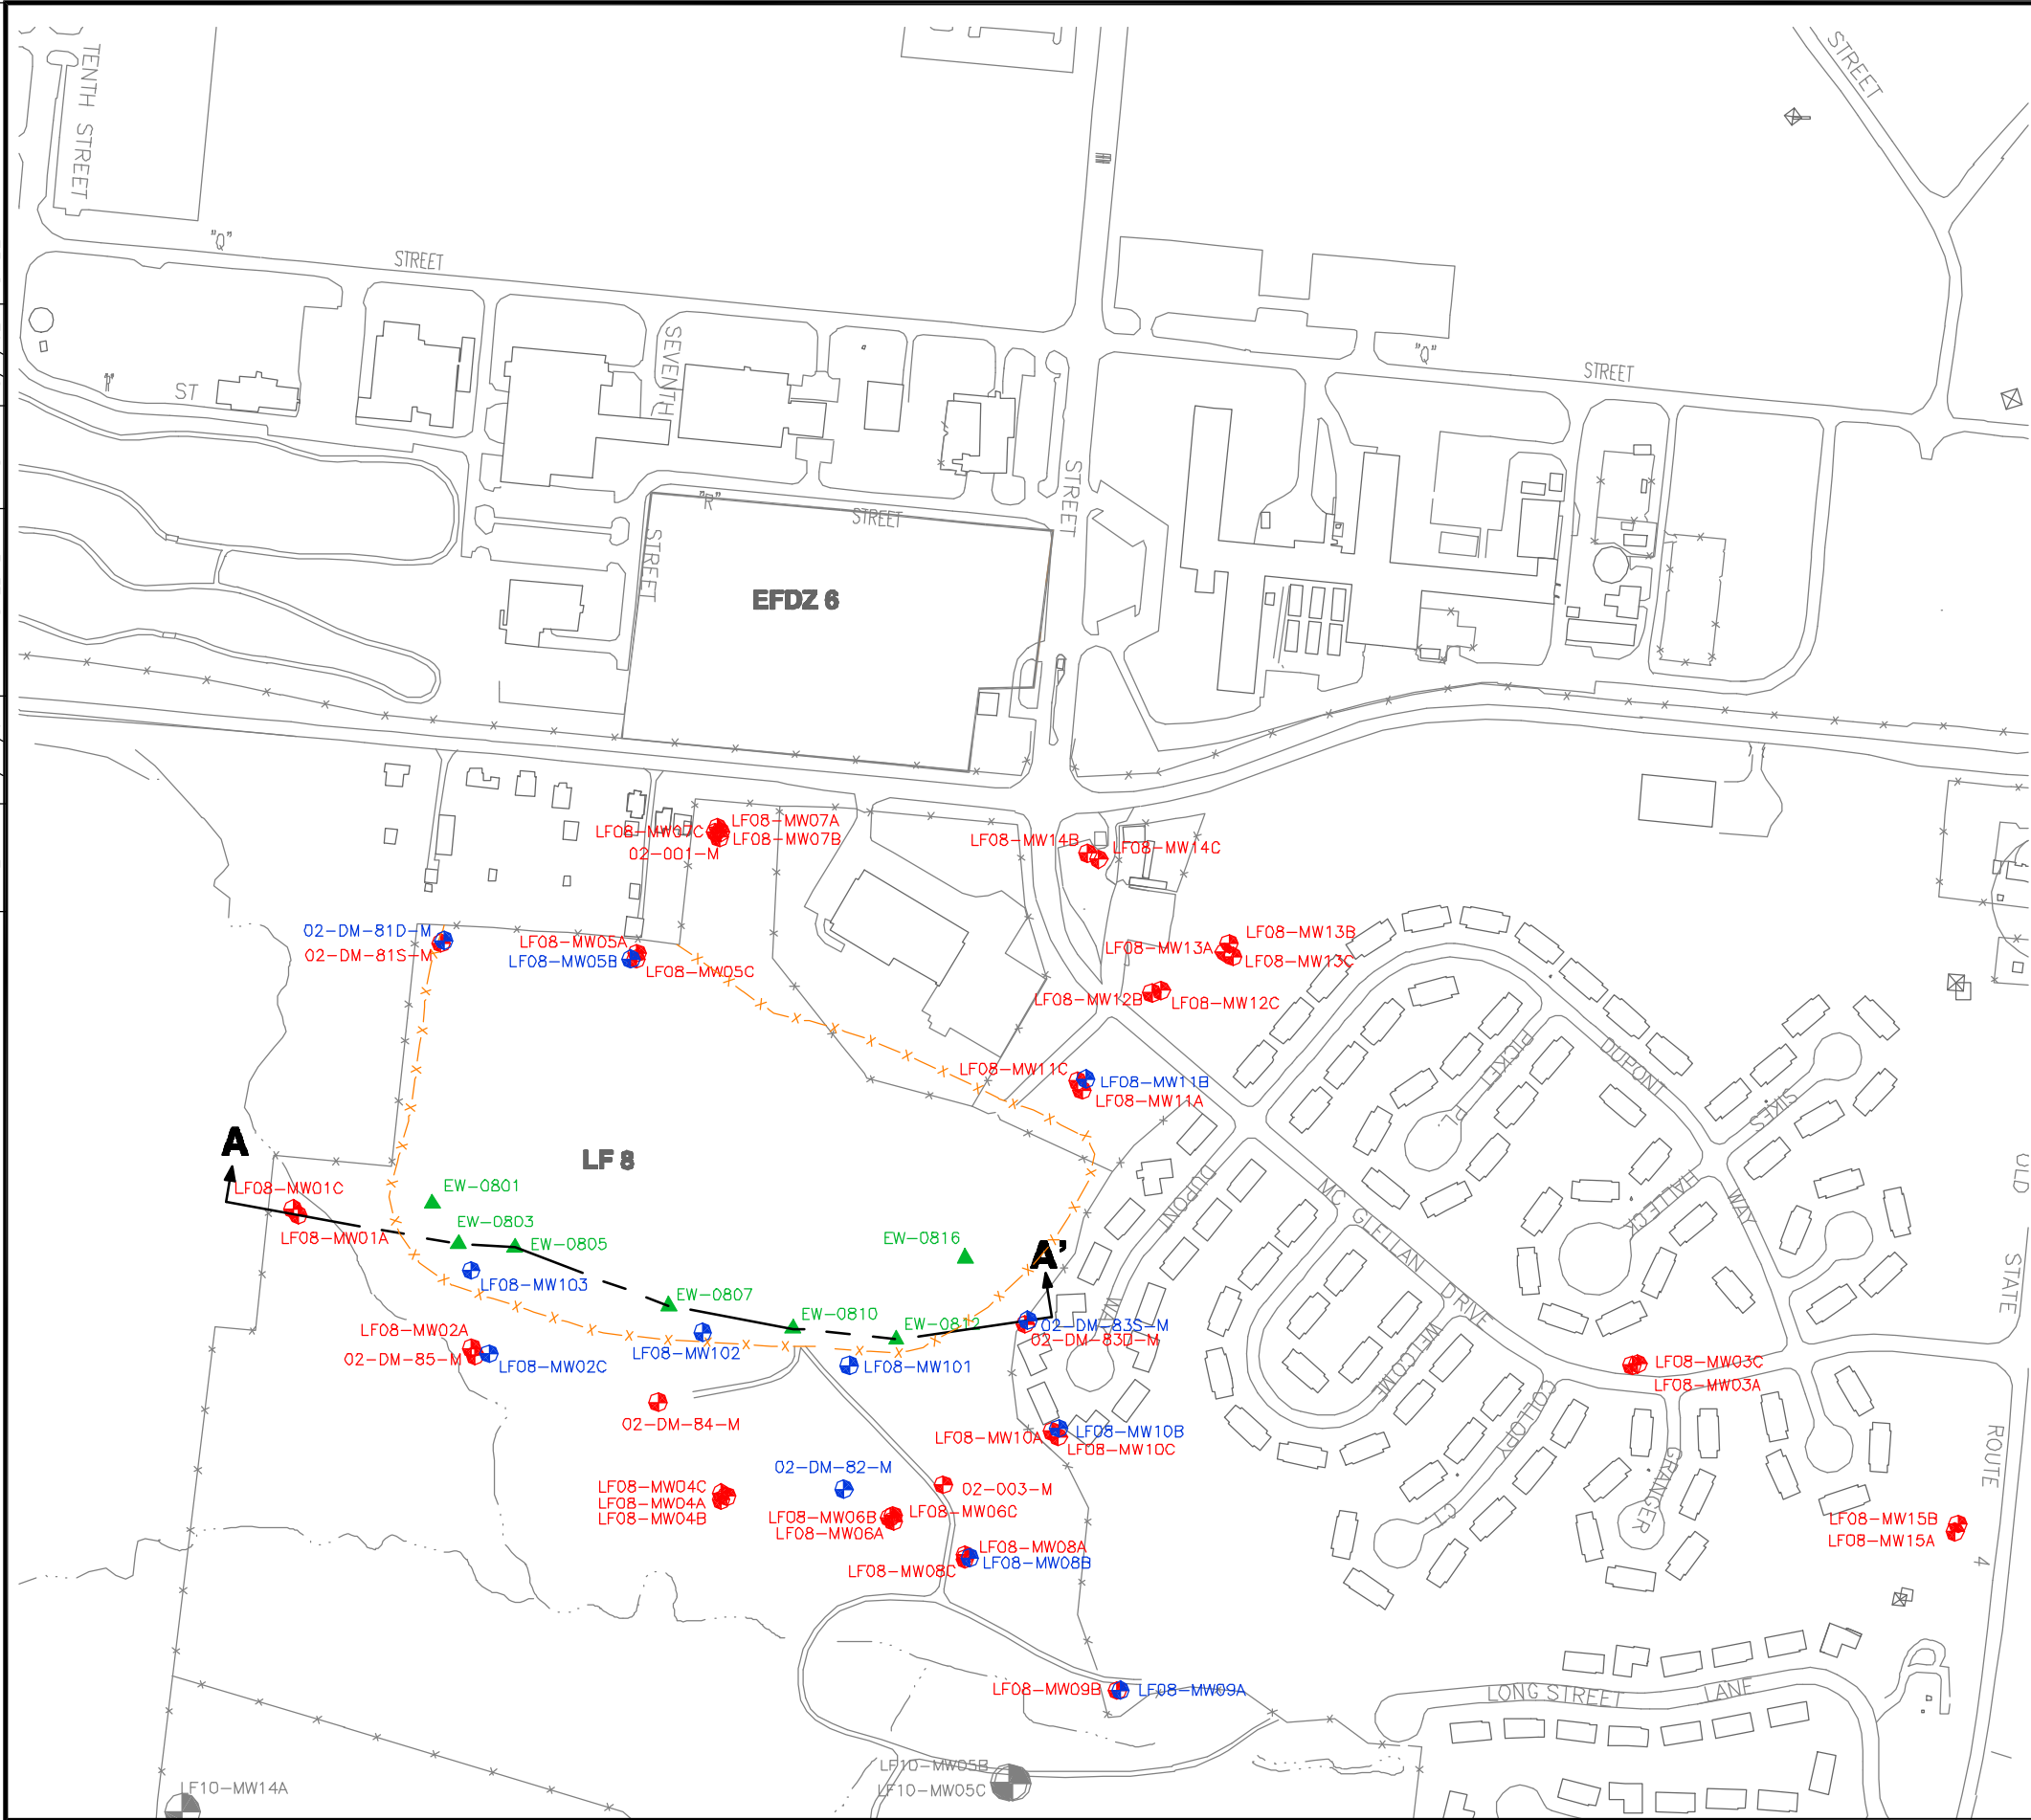 TENTH STREET
STREET
"Q"
STREET
SEVENTH
"Q"
STREET
ST
"R"
STREET
STREET
STREET
EFDZ 6
LF08-MW07A
LF08-MW07C
LF08-MW07B
02-001-M
LF08-MW14B
LF08-MW14C
02-DM-81D-M
02-DM-81S-M
LF08-MW05A
LF08-MW05B
LF08-MW05C
LF08-MW13B
LF08-MW13A
LF08-MW13C
LF08-MW12B
LF08-MW12C
LF08-MW11C
LF08-MW11B
LF08-MW11A
RICKETT PL
DUPONT
SIKES
HALLECK
WAY
OLD
STATE
ROUTE
4
A
LF 8
LF08-MW01C
LF08-MW01A
EW-0801
EW-0803
EW-0805
EW-0816
A'
DUPONT
WAY
MC CLELLAN DRIVE
LF08-MW103
EW-0807
EW-0810
EW-0812
02-DM-83S-M
02-DM-83D-M
LF08-MW02A
02-DM-85-M
LF08-MW02C
LF08-MW102
LF08-MW101
WELCOME
LF08-MW03C
LF08-MW03A
COLLORY
CT
GRANGER
02-DM-84-M
LF08-MW10A
LF08-MW10B
LF08-MW10C
02-DM-82-M
LF08-MW04C
LF08-MW04A
LF08-MW04B
02-003-M
LF08-MW06B
LF08-MW06C
LF08-MW06A
LF08-MW15B
LF08-MW15A
LF08-MW08A
LF08-MW08B
LF08-MW08C
LF08-MW09B
LF08-MW09A
LONG STREET LANE
LF10-MW05B
LF10-MW05C
LF10-MW14A